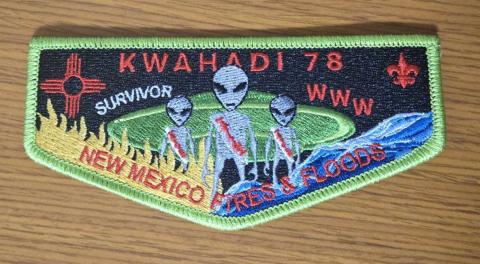 KWAHADI 78
SURVIVOR
WWW
NEW MEXICO FIRES & FLOODS